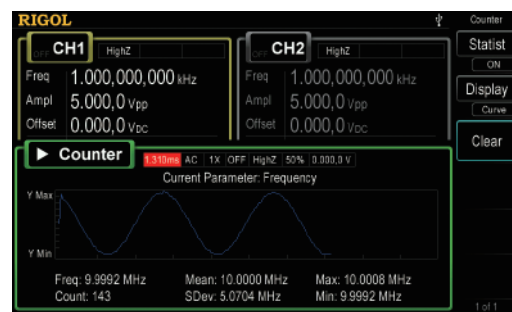 RIGOL
Counter
OFF CH1 HighZ
OFF CH2 HighZ
Statist
ON
Freq 1.000,000,000 kHz
Freq 1.000,000,000 kHz
Display
Curve
Ampl 5.000,0 Vpp
Ampl 5.000,0 Vpp
Offset 0.000,0 VDC
Offset 0.000,0 VDC
Clear
Counter
1.310ms AC 1X OFF HighZ 50% 0.000,0 V
Current Parameter: Frequency
Y Max
Y Min
Freq: 9.9992 MHz Mean: 10.0000 MHz Max: 10.0008 MHz
Count: 143 SDev: 5.0704 MHz Min: 9.9992 MHz
1 of 1